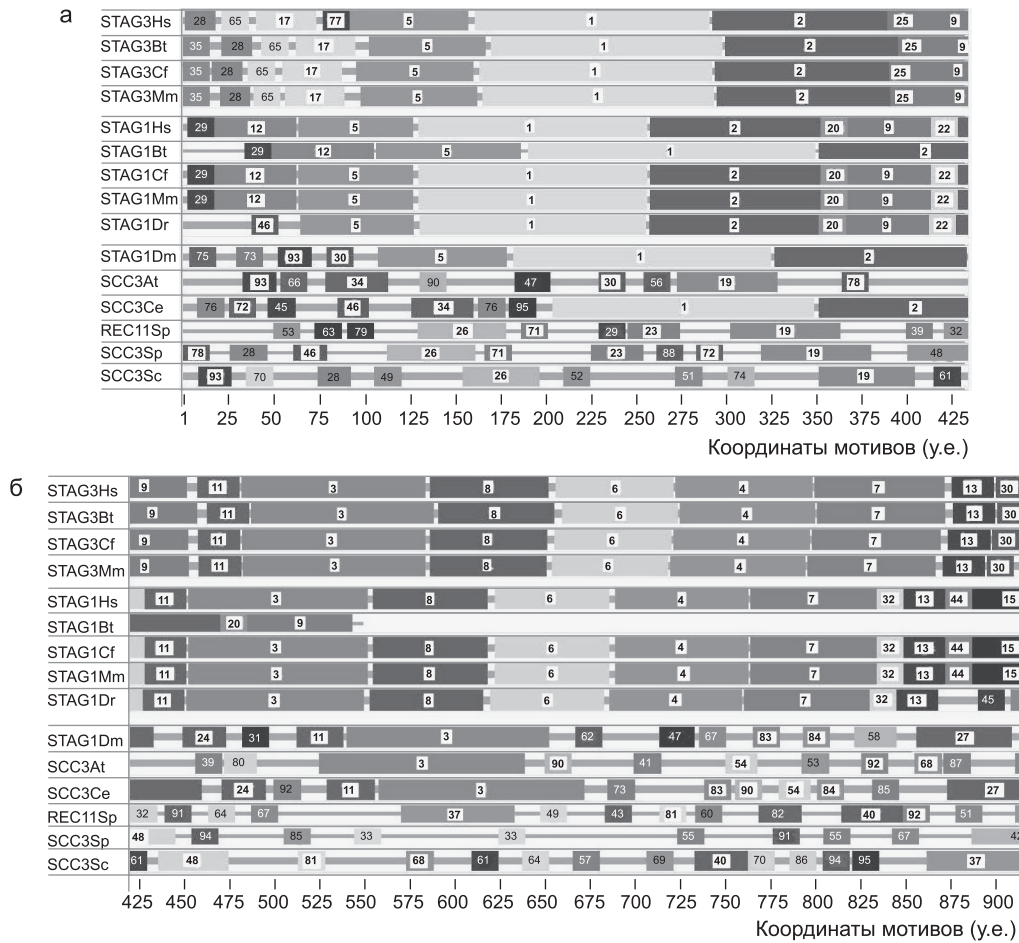 а
STAG3Hs 28 65 17 77 5 1 2 25 9
STAG3Bt 35 28 65 17 5 1 2 25 9
STAG3Cf 35 28 65 17 5 1 2 25 9
STAG3Mm 35 28 65 17 5 1 2 25 9
STAG1Hs 29 12 5 1 2 20 9 22
STAG1Bt 29 12 5 1 2
STAG1Cf 29 12 5 1 2 20 9 22
STAG1Mm 29 12 5 1 2 20 9 22
STAG1Dr 46 5 1 2 20 9 22
STAG1Dm 75 73 93 30 5 1 2
SCC3At 93 66 34 90 47 30 56 19 78
SCC3Ce 76 72 45 46 34 76 95 1 2
REC11Sp 53 63 79 26 71 29 23 19 39 32
SCC3Sp 78 28 46 26 71 23 88 72 19 48
SCC3Sc 93 70 28 49 26 52 51 74 19 61
1 25 50 75 100 125 150 175 200 225 250 275 300 325 350 375 400 425
Координаты мотивов (у.е.)
б
STAG3Hs 9 11 3 8 6 4 7 13 30
STAG3Bt 9 11 3 8 6 4 7 13 30
STAG3Cf 9 11 3 8 6 4 7 13 30
STAG3Mm 9 11 3 8 6 4 7 13 30
STAG1Hs 11 3 8 6 4 7 32 13 44 15
STAG1Bt 20 9
STAG1Cf 11 3 8 6 4 7 32 13 44 15
STAG1Mm 11 3 8 6 4 7 32 13 44 15
STAG1Dr 11 3 8 6 4 7 32 13 45
STAG1Dm 24 31 11 3 62 47 67 83 84 58 27
SCC3At 39 80 3 90 41 54 53 92 68 87
SCC3Ce 24 92 11 3 73 83 90 54 84 85 27
REC11Sp 32 91 64 67 37 49 43 81 60 78 40 92 51
SCC3Sp 48 94 85 33 33 55 91 55 67 42
SCC3Sc 61 48 81 68 61 64 57 69 40 70 86 94 95 37
425 450 475 500 525 550 575 600 625 650 675 700 725 750 775 800 825 850 875 900
Координаты мотивов (у.е.)